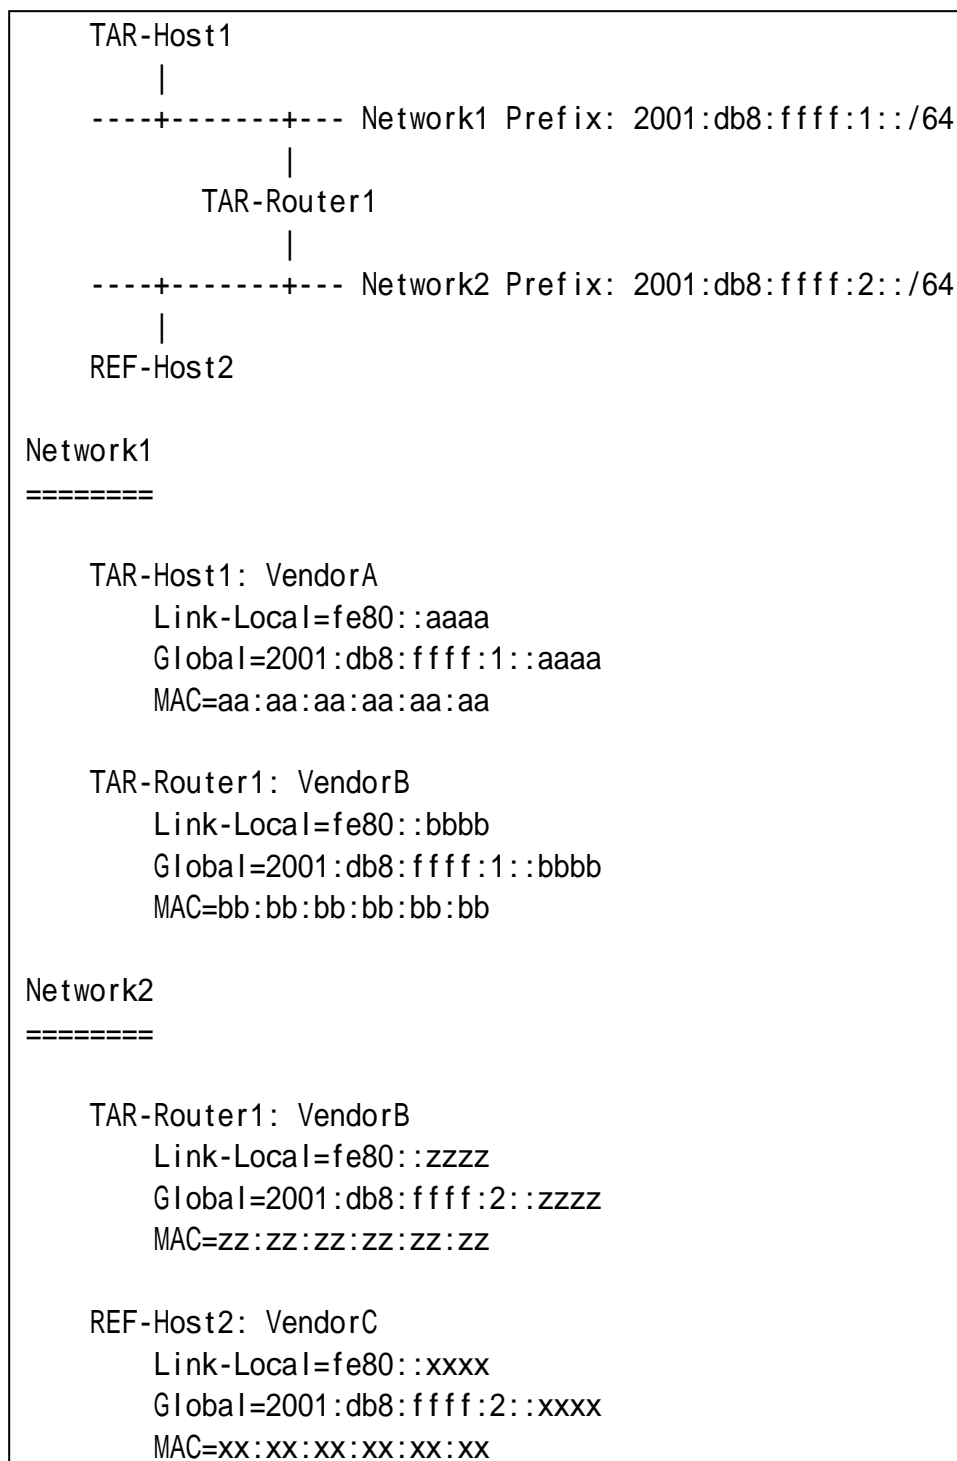 TAR-Host1
        |
    ----+-------+--- Network1 Prefix: 2001:db8:ffff:1::/64
                |
           TAR-Router1
                |
    ----+-------+--- Network2 Prefix: 2001:db8:ffff:2::/64
        |
    REF-Host2

Network1
========

    TAR-Host1: VendorA
        Link-Local=fe80::aaaa
        Global=2001:db8:ffff:1::aaaa
        MAC=aa:aa:aa:aa:aa:aa

    TAR-Router1: VendorB
        Link-Local=fe80::bbbb
        Global=2001:db8:ffff:1::bbbb
        MAC=bb:bb:bb:bb:bb:bb

Network2
========

    TAR-Router1: VendorB
        Link-Local=fe80::zzzz
        Global=2001:db8:ffff:2::zzzz
        MAC=zz:zz:zz:zz:zz:zz

    REF-Host2: VendorC
        Link-Local=fe80::xxxx
        Global=2001:db8:ffff:2::xxxx
        MAC=xx:xx:xx:xx:xx:xx